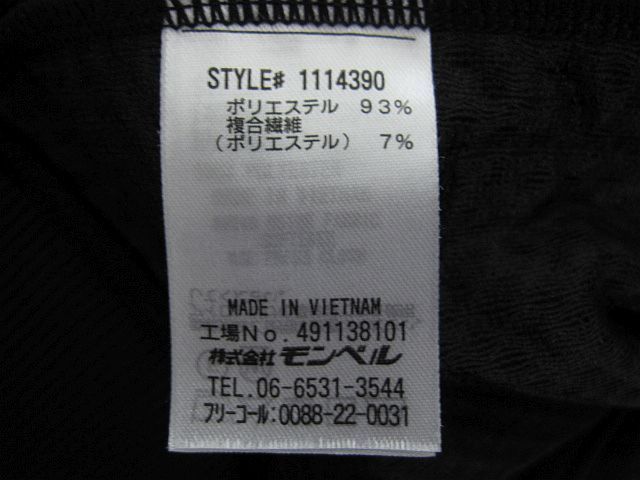 STYLE# 1114390
ポリエステル 93%
複合繊維
(ポリエステル) 7%
MADE IN VIETNAM
工場No. 491138101
株式会社 モンベル
TEL.06-6531-3544
フリーコール:0088-22-0031